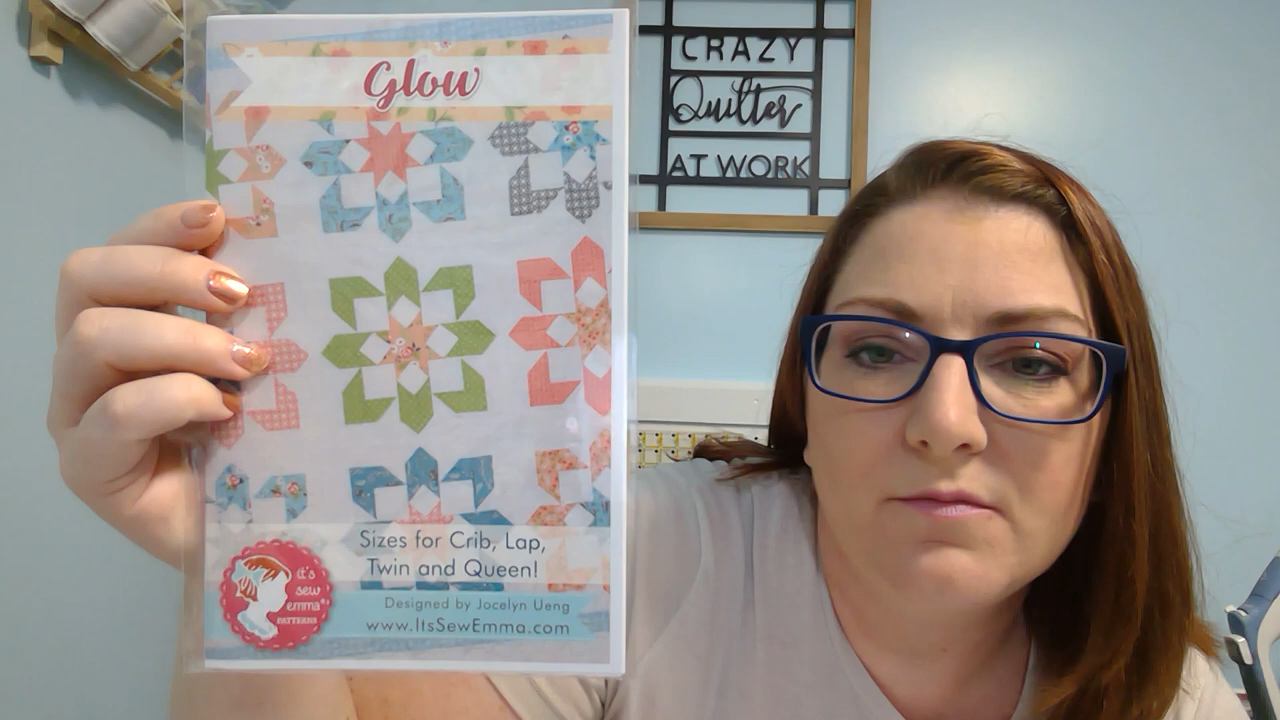 Glow
Sizes for Crib, Lap,
Twin and Queen!
it's
sew
emma®
PATTERNS
Designed by Jocelyn Ueng
www.ItsSewEmma.com
CRAZY
Quilter
AT WORK